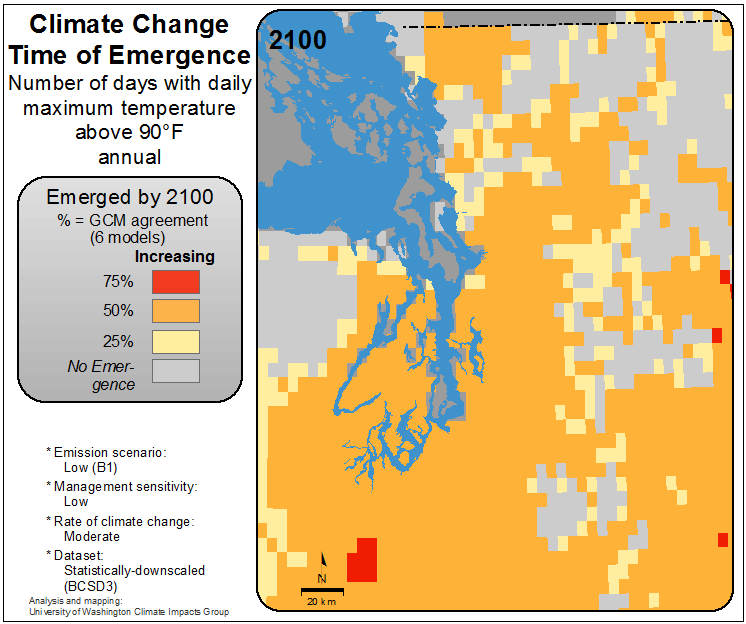 Climate Change
Time of Emergence
Number of days with daily
maximum temperature
above 90°F
annual
Emerged by 2100
% = GCM agreement
(6 models)
Increasing
75%
50%
25%
No Emer-
gence
* Emission scenario:
Low (B1)
* Management sensitivity:
Low
* Rate of climate change:
Moderate
* Dataset:
Statistically-downscaled
(BCSD3)
Analysis and mapping:
University of Washington Climate Impacts Group
2100
N
20 km